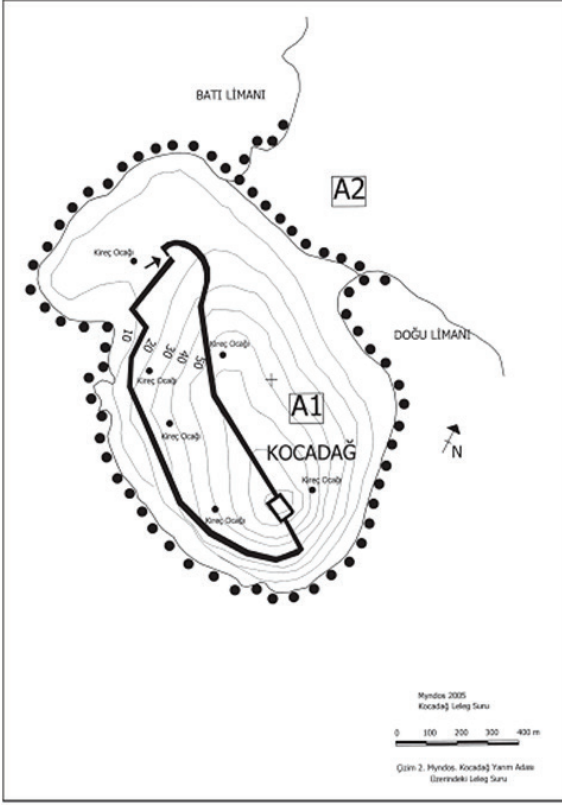 BATI LİMANI
A2
Kireç Ocağı
DOĞU LİMANI
10
20
30
40
50
Kireç Ocağı
Kireç Ocağı
A1
Kireç Ocağı
KOCADAĞ
N
Kireç Ocağı
Kireç Ocağı
Myndos 2005
Kocadağ Leleg Suru
0 100 200 300 400 m
Çizim 2. Myndos. Kocadağ Yarım Adası
Üzerindeki Leleg Suru